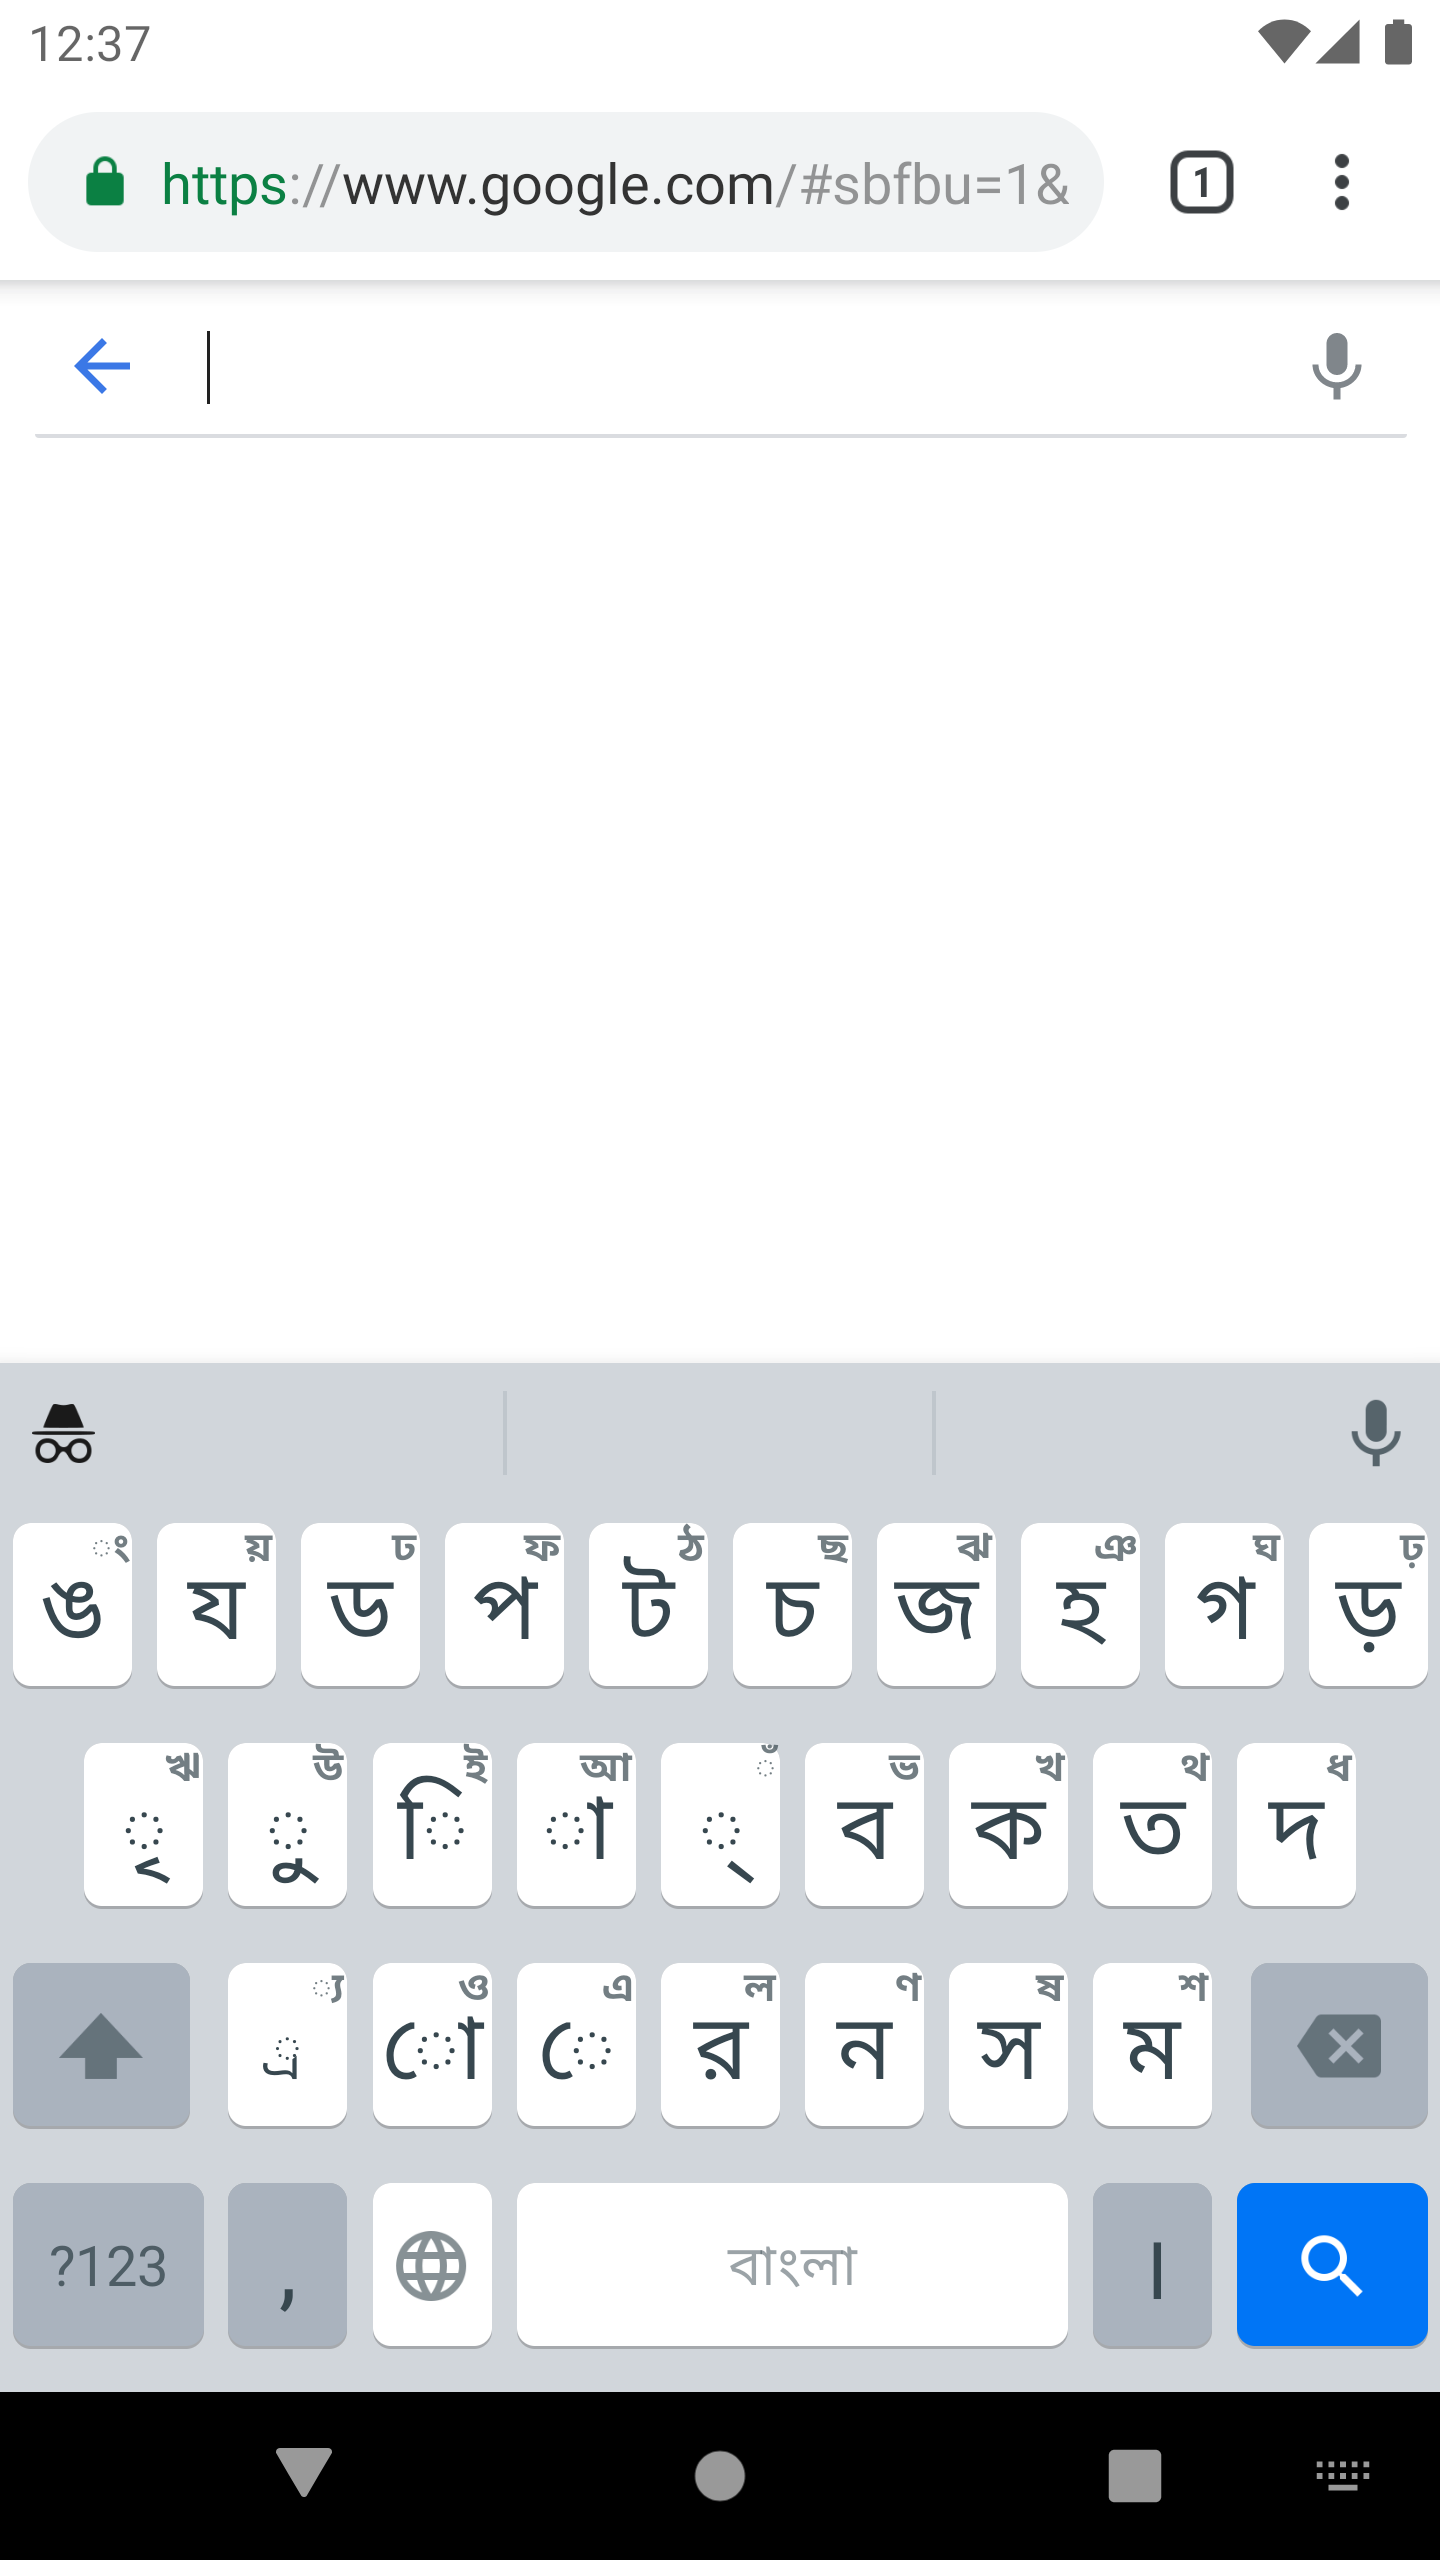 12:37
https://www.google.com/#sbfbu=1&
1
ং য় ঢ ফ ঠ ছ ঝ ঞ ঘ ঢ়
ঙ য ড প ট চ জ হ গ ড়
ঋ উ ই আ ঁ ভ খ থ ধ
ৃ ু ি া ্ ব ক ত দ
্য ও এ ল ণ ষ শ
্র ো ে র ন স ম
?123 , বাংলা ।